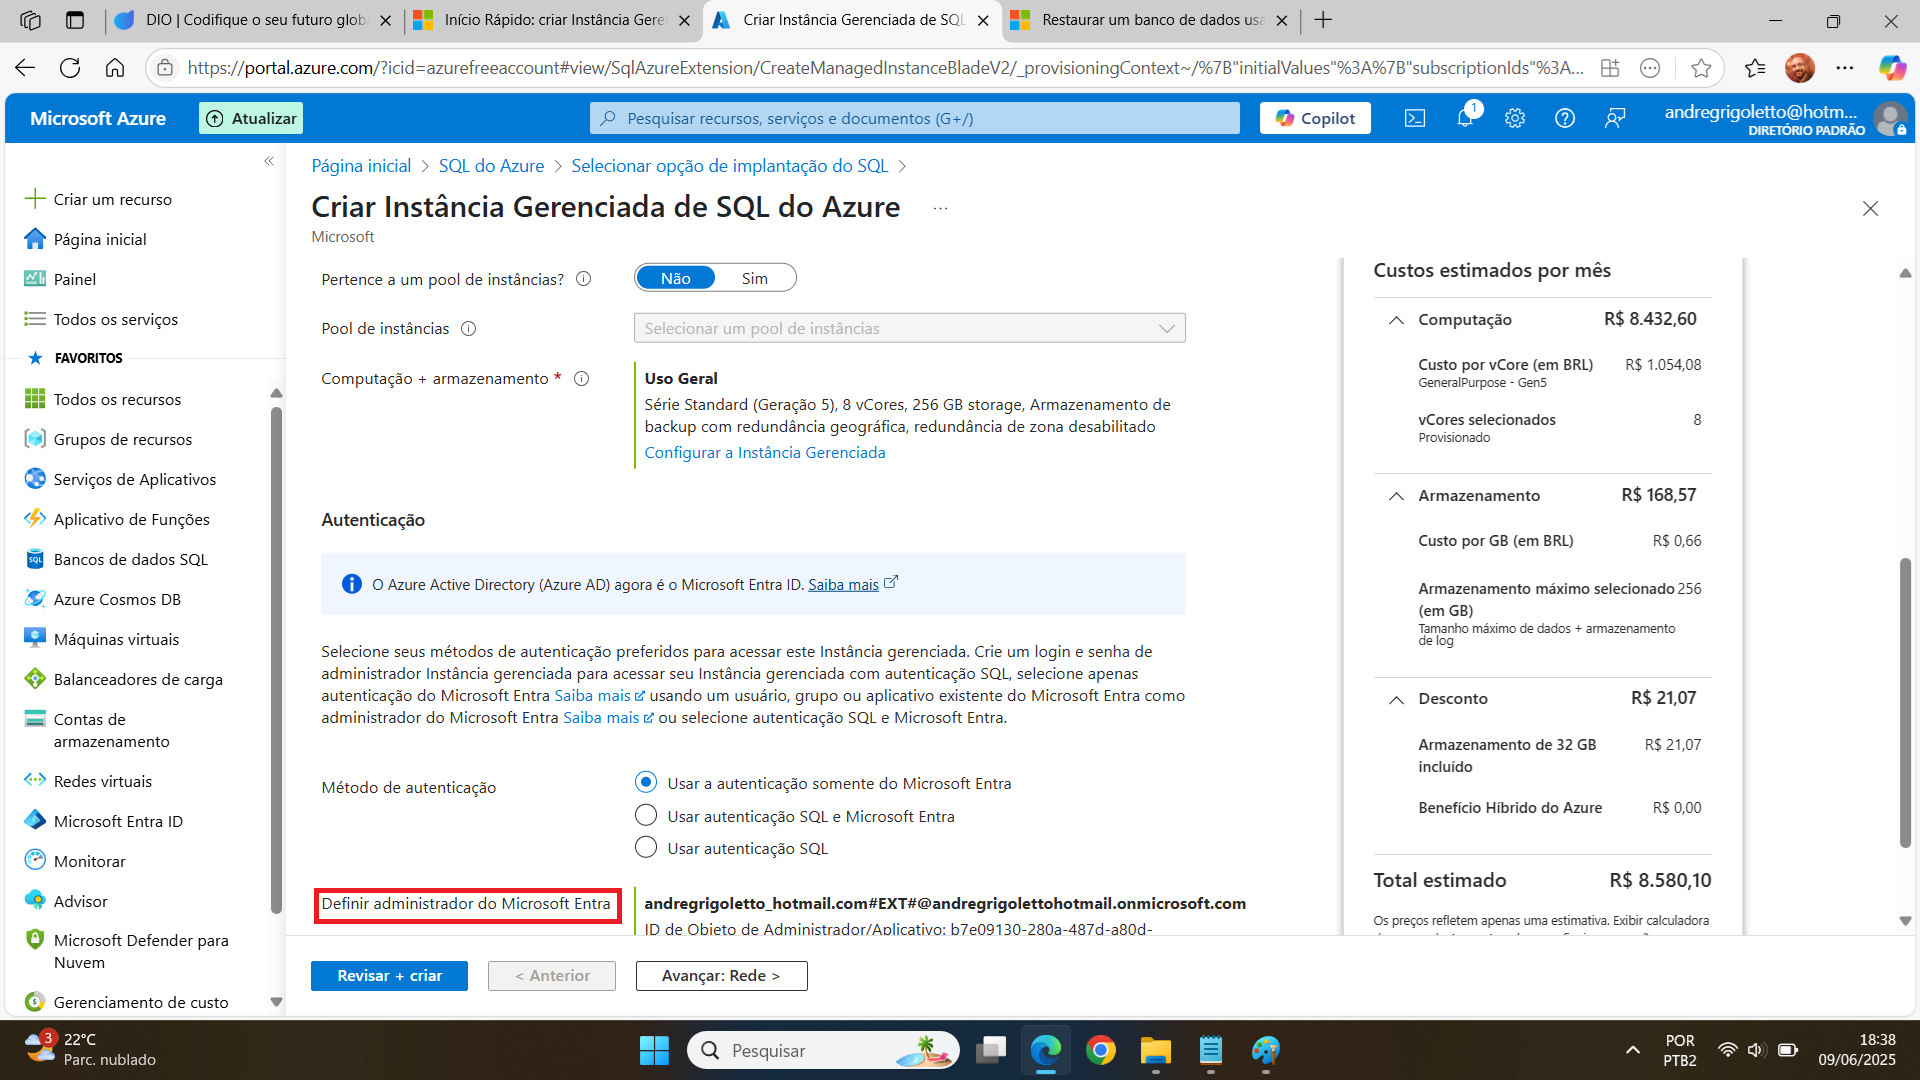 DIO | Codifique o seu futuro glob
Início Rápido: criar Instância Gere
Criar Instância Gerenciada de SQL
Restaurar um banco de dados usa
https://portal.azure.com/?icid=azurefreeaccount#view/SqlAzureExtension/CreateManagedInstanceBladeV2/_provisioningContext~/%7B"initialValues"%3A%7B"subscriptionIds"%3A...
Microsoft Azure
Atualizar
Pesquisar recursos, serviços e documentos (G+/)
Copilot
1
andregrigoletto@hotm...
DIRETÓRIO PADRÃO
Criar um recurso
Página inicial
Painel
Todos os serviços
FAVORITOS
Todos os recursos
Grupos de recursos
Serviços de Aplicativos
Aplicativo de Funções
Bancos de dados SQL
Azure Cosmos DB
Máquinas virtuais
Balanceadores de carga
Contas de
armazenamento
Redes virtuais
Microsoft Entra ID
Monitorar
Advisor
Microsoft Defender para
Nuvem
Gerenciamento de custo
Página inicial > SQL do Azure > Selecionar opção de implantação do SQL >
Criar Instância Gerenciada de SQL do Azure ...
Microsoft
Pertence a um pool de instâncias?
Não Sim
Pool de instâncias
Selecionar um pool de instâncias
Computação + armazenamento *
Uso Geral
Série Standard (Geração 5), 8 vCores, 256 GB storage, Armazenamento de
backup com redundância geográfica, redundância de zona desabilitado
Configurar a Instância Gerenciada
Autenticação
O Azure Active Directory (Azure AD) agora é o Microsoft Entra ID. Saiba mais
Selecione seus métodos de autenticação preferidos para acessar este Instância gerenciada. Crie um login e senha de
administrador Instância gerenciada para acessar seu Instância gerenciada com autenticação SQL, selecione apenas
autenticação do Microsoft Entra Saiba mais usando um usuário, grupo ou aplicativo existente do Microsoft Entra como
administrador do Microsoft Entra Saiba mais ou selecione autenticação SQL e Microsoft Entra.
Método de autenticação
Usar a autenticação somente do Microsoft Entra
Usar autenticação SQL e Microsoft Entra
Usar autenticação SQL
Definir administrador do Microsoft Entra
andregrigoletto_hotmail.com#EXT#@andregrigolettohotmail.onmicrosoft.com
ID de Objeto de Administrador/Aplicativo: b7e09130-280a-487d-a80d-
Revisar + criar
< Anterior
Avançar: Rede >
Custos estimados por mês
Computação R$ 8.432,60
Custo por vCore (em BRL) R$ 1.054,08
GeneralPurpose - Gen5
vCores selecionados 8
Provisionado
Armazenamento R$ 168,57
Custo por GB (em BRL) R$ 0,66
Armazenamento máximo selecionado 256
(em GB)
Tamanho máximo de dados + armazenamento
de log
Desconto R$ 21,07
Armazenamento de 32 GB R$ 21,07
incluído
Benefício Híbrido do Azure R$ 0,00
Total estimado R$ 8.580,10
Os preços refletem apenas uma estimativa. Exibir calculadora
3
22°C
Parc. nublado
Pesquisar
POR
PTB2
18:38
09/06/2025